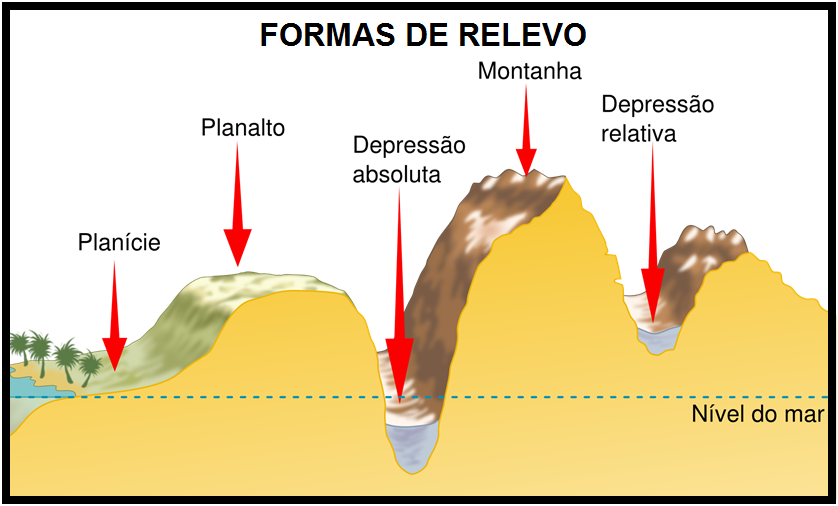 FORMAS DE RELEVO
Montanha
Depressão
relativa
Planalto
Depressão
absoluta
Planície
Nível do mar